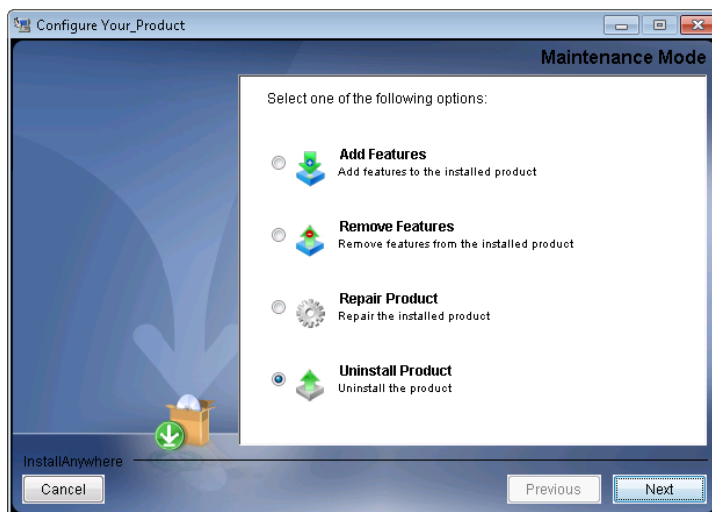 Configure Your_Product
Maintenance Mode
Select one of the following options:
Add Features
Add features to the installed product
Remove Features
Remove features from the installed product
Repair Product
Repair the installed product
Uninstall Product
Uninstall the product
InstallAnywhere
Cancel
Previous
Next